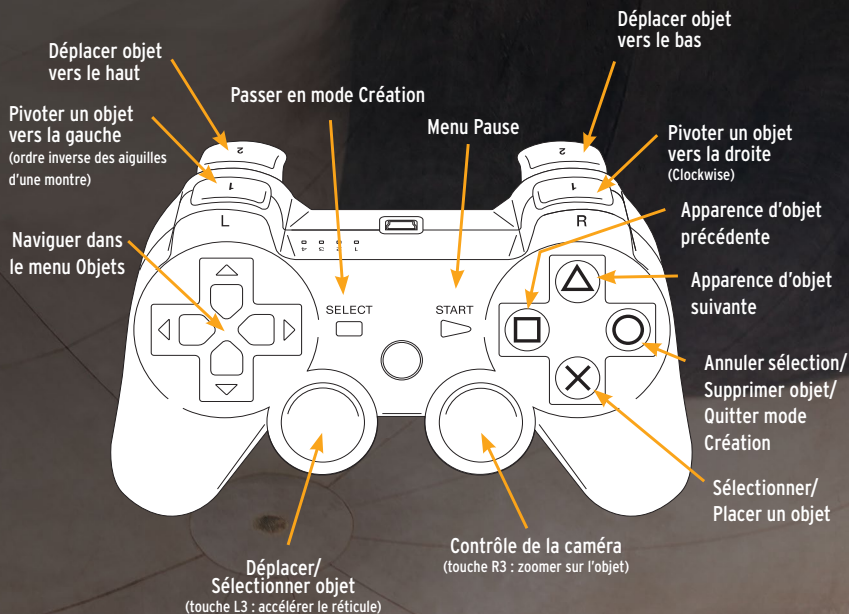 Déplacer objet
vers le haut
Déplacer objet
vers le bas
Passer en mode Création
Pivoter un objet
vers la gauche
(ordre inverse des aiguilles
d'une montre)
Menu Pause
Pivoter un objet
vers la droite
(Clockwise)
2
2
1
1
L
R
4 3 2 1
Apparence d'objet
précédente
Naviguer dans
le menu Objets
Apparence d'objet
suivante
SELECT
START
Annuler sélection/
Supprimer objet/
Quitter mode
Création
Sélectionner/
Placer un objet
Contrôle de la caméra
(touche R3 : zoomer sur l'objet)
Déplacer/
Sélectionner objet
(touche L3 : accélérer le réticule)